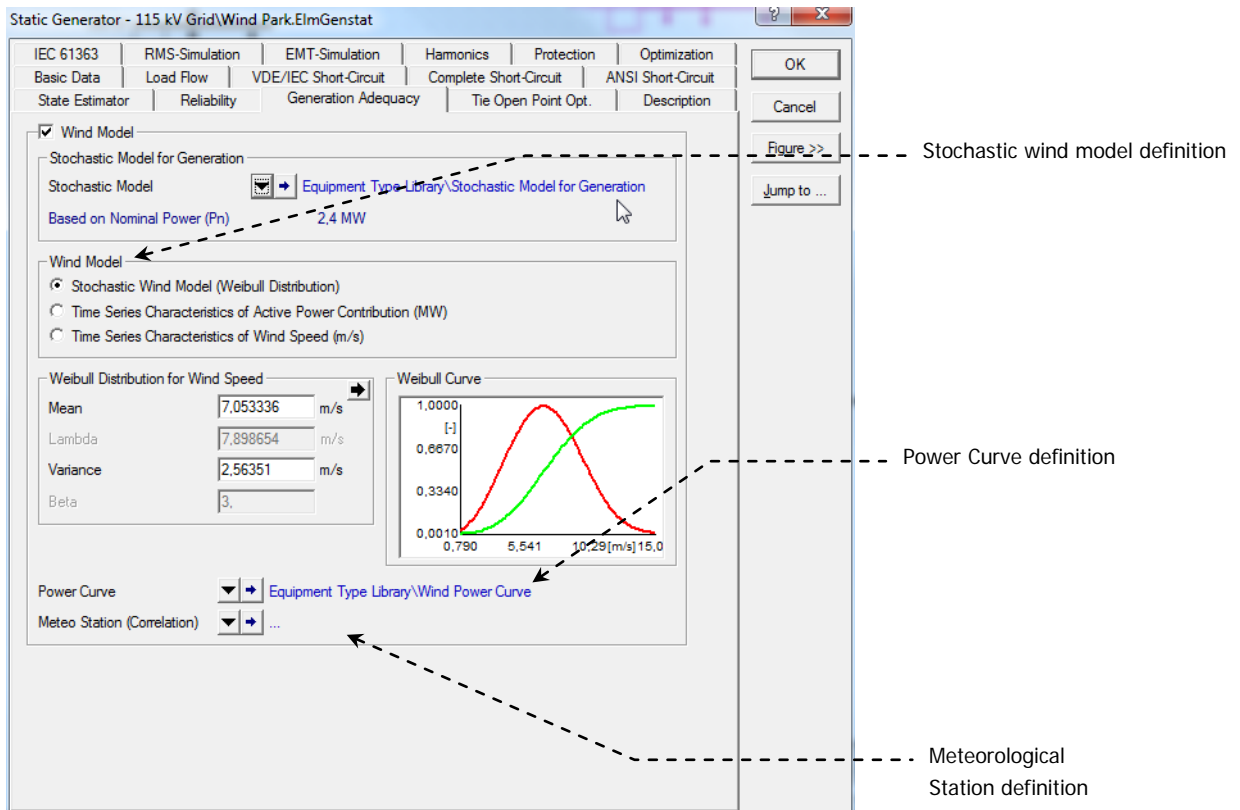 Static Generator - 115 kV Grid\Wind Park.ElmGenstat
IEC 61363 RMS-Simulation EMT-Simulation Harmonics Protection Optimization
Basic Data Load Flow VDE/IEC Short-Circuit Complete Short-Circuit ANSI Short-Circuit
State Estimator Reliability Generation Adequacy Tie Open Point Opt. Description
OK
Cancel
Figure >>
Jump to ...
Wind Model
Stochastic Model for Generation
Stochastic Model Equipment Type Library\Stochastic Model for Generation
Based on Nominal Power (Pn) 2,4 MW
Wind Model
Stochastic Wind Model (Weibull Distribution)
Time Series Characteristics of Active Power Contribution (MW)
Time Series Characteristics of Wind Speed (m/s)
Weibull Distribution for Wind Speed
Mean 7,053336 m/s
Lambda 7,898654 m/s
Variance 2,56351 m/s
Beta 3,
Weibull Curve
1,0000
[-]
0,6670
0,3340
0,0010
0,790 5,541 10,29 [m/s] 15,0
Power Curve Equipment Type Library\Wind Power Curve
Meteo Station (Correlation) ...
Stochastic wind model definition
Power Curve definition
Meteorological
Station definition